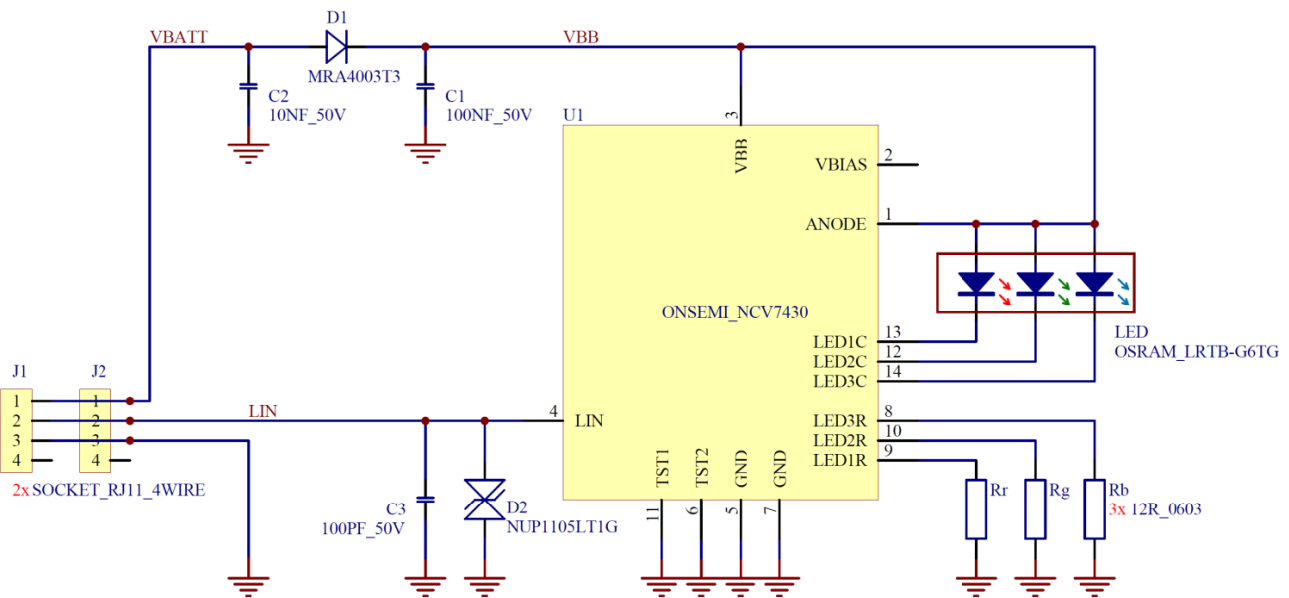 D1
VBATT
VBB
MRA4003T3
C2
10NF_50V
C1
100NF_50V
U1
3
VBB
VBIAS
2
ANODE
1
ONSEMI_NCV7430
LED1C
13
LED2C
12
LED3C
14
LED
OSRAM_LRTB-G6TG
J1
J2
1
1
2
2
3
3
4
4
2x SOCKET_RJ11_4WIRE
LIN
4
LIN
LED3R
8
LED2R
10
LED1R
9
TST1
TST2
GND
GND
11
6
5
7
C3
100PF_50V
D2
NUP1105LT1G
Rr
Rg
Rb
3x 12R_0603